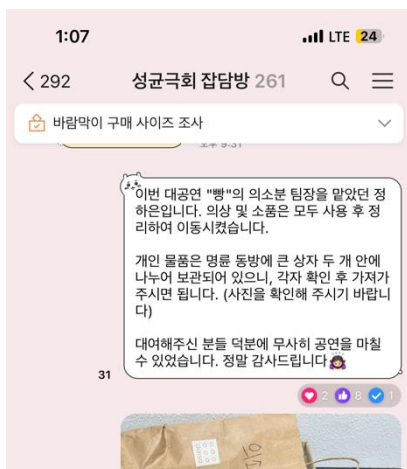 1:07 LTE 24
292 성균극회 잡담방 261
바람막이 구매 사이즈 조사
오후 9:31
이번 대공연 "빵"의 의소분 팀장을 맡았던 정
하은입니다. 의상 및 소품은 모두 사용 후 정
리하여 이동시켰습니다.
개인 물품은 명륜 동방에 큰 상자 두 개 안에
나누어 보관되어 있으니, 각자 확인 후 가져가
주시면 됩니다. (사진을 확인해 주시기 바랍니
다)
대여해주신 분들 덕분에 무사히 공연을 마칠
수 있었습니다. 정말 감사드립니다🙇🏻‍♀️
31
2 8 1